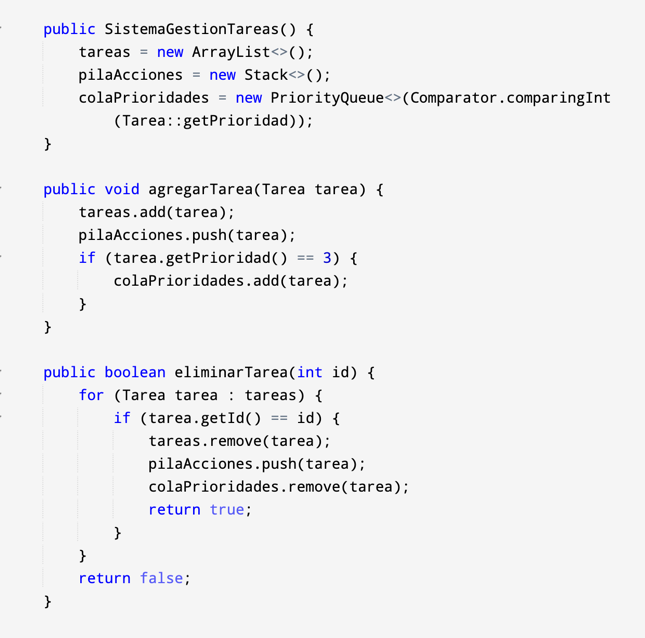 public SistemaGestionTareas() {
    tareas = new ArrayList<>();
    pilaAcciones = new Stack<>();
    colaPrioridades = new PriorityQueue<>(Comparator.comparingInt
        (Tarea::getPrioridad));
}

public void agregarTarea(Tarea tarea) {
    tareas.add(tarea);
    pilaAcciones.push(tarea);
    if (tarea.getPrioridad() == 3) {
        colaPrioridades.add(tarea);
    }
}

public boolean eliminarTarea(int id) {
    for (Tarea tarea : tareas) {
        if (tarea.getId() == id) {
            tareas.remove(tarea);
            pilaAcciones.push(tarea);
            colaPrioridades.remove(tarea);
            return true;
        }
    }
    return false;
}